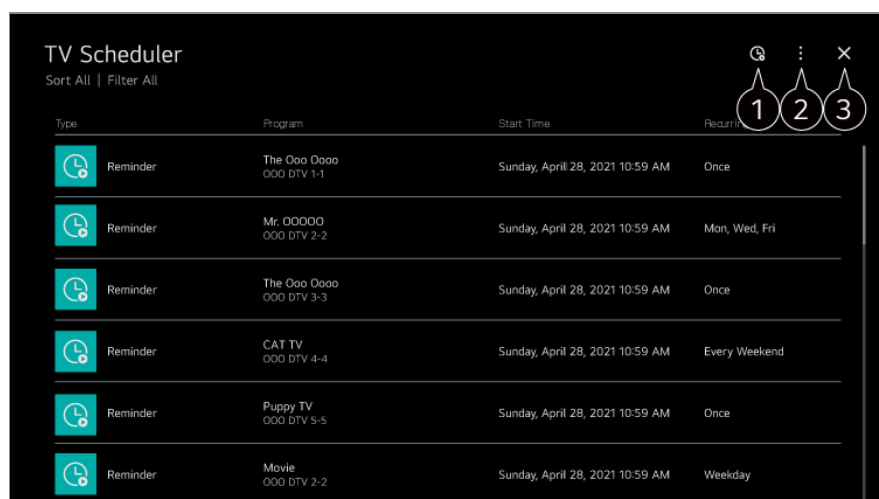 TV Scheduler
Sort All | Filter All
1 2 3
Type Program Start Time
Reminder The Ooo Oooo Sunday, April 28, 2021 10:59 AM Once
OOO DTV 1-1
Reminder Mr. OOOOO Sunday, April 28, 2021 10:59 AM Mon, Wed, Fri
OOO DTV 2-2
Reminder The Ooo Oooo Sunday, April 28, 2021 10:59 AM Once
OOO DTV 3-3
Reminder CAT TV Sunday, April 28, 2021 10:59 AM Every Weekend
OOO DTV 4-4
Reminder Puppy TV Sunday, April 28, 2021 10:59 AM Once
OOO DTV 5-5
Reminder Movie Sunday, April 28, 2021 10:59 AM Weekday
OOO DTV 2-2